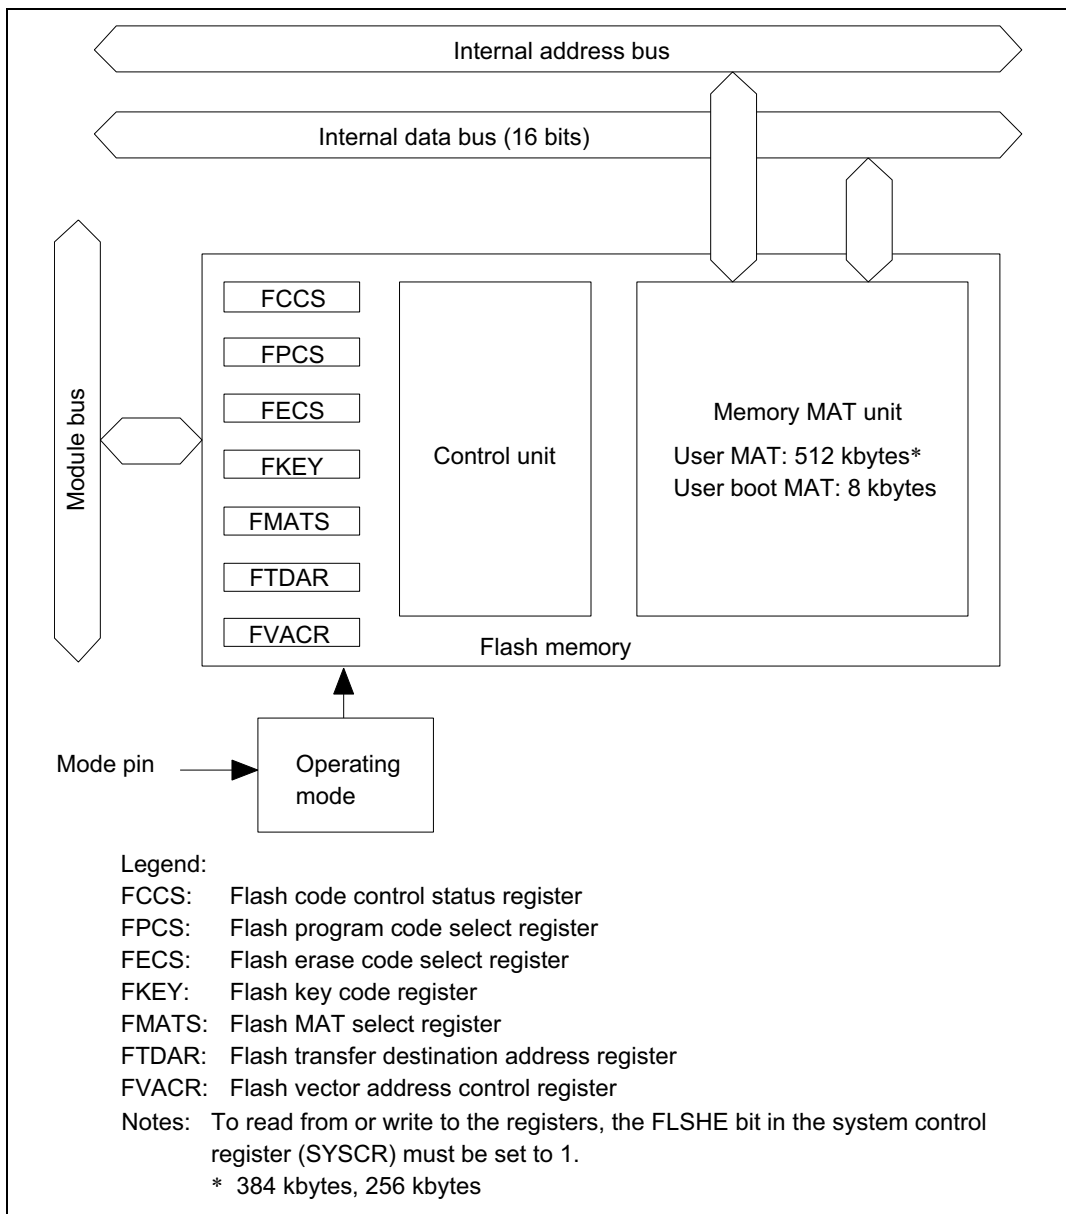 Internal address bus
Internal data bus (16 bits)
Module bus
FCCS
FPCS
FECS
FKEY
FMATS
FTDAR
FVACR
Control unit
Memory MAT unit
User MAT: 512 kbytes*
User boot MAT: 8 kbytes
Flash memory
Mode pin
Operating
mode
Legend:
FCCS: Flash code control status register
FPCS: Flash program code select register
FECS: Flash erase code select register
FKEY: Flash key code register
FMATS: Flash MAT select register
FTDAR: Flash transfer destination address register
FVACR: Flash vector address control register
Notes: To read from or write to the registers, the FLSHE bit in the system control
register (SYSCR) must be set to 1.
* 384 kbytes, 256 kbytes